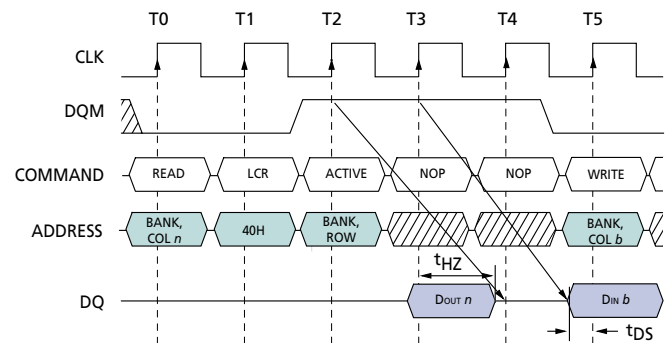 T0 T1 T2 T3 T4 T5
CLK
DQM
COMMAND READ LCR ACTIVE NOP NOP WRITE
ADDRESS BANK, COL n 40H BANK, ROW BANK, COL b
tHZ
DQ DOUT n DIN b
tDS